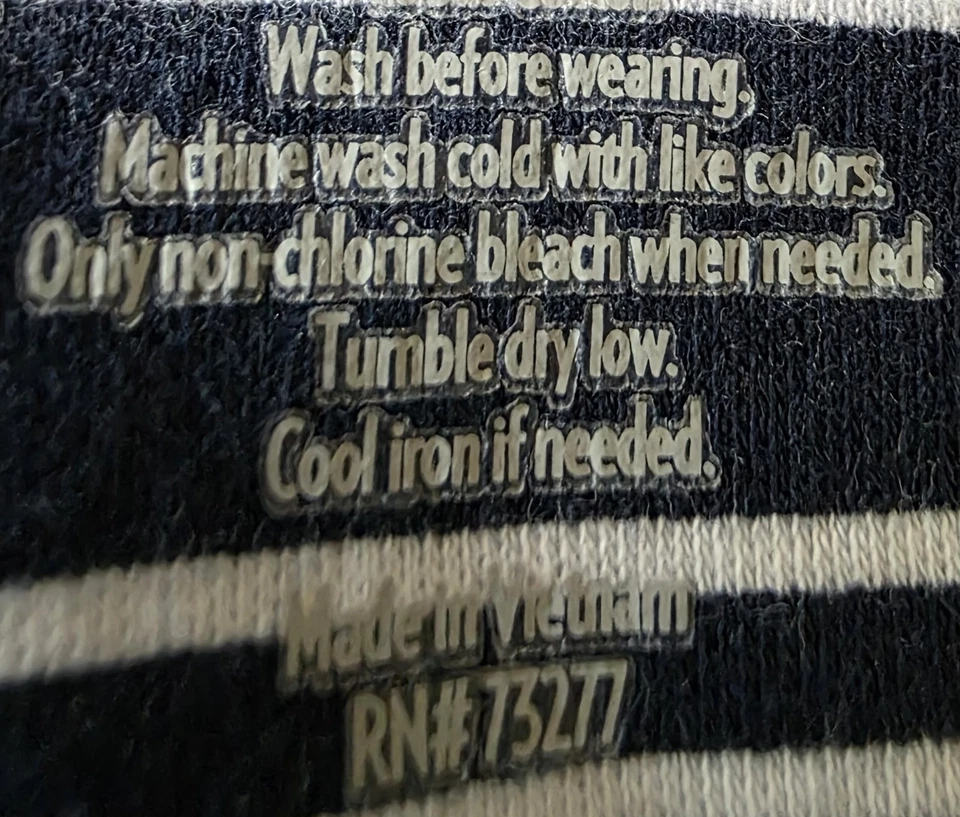 Wash before wearing.
Machine wash cold with like colors.
Only non-chlorine bleach when needed.
Tumble dry low.
Cool iron if needed.
Made in Vietnam
RN# 73277